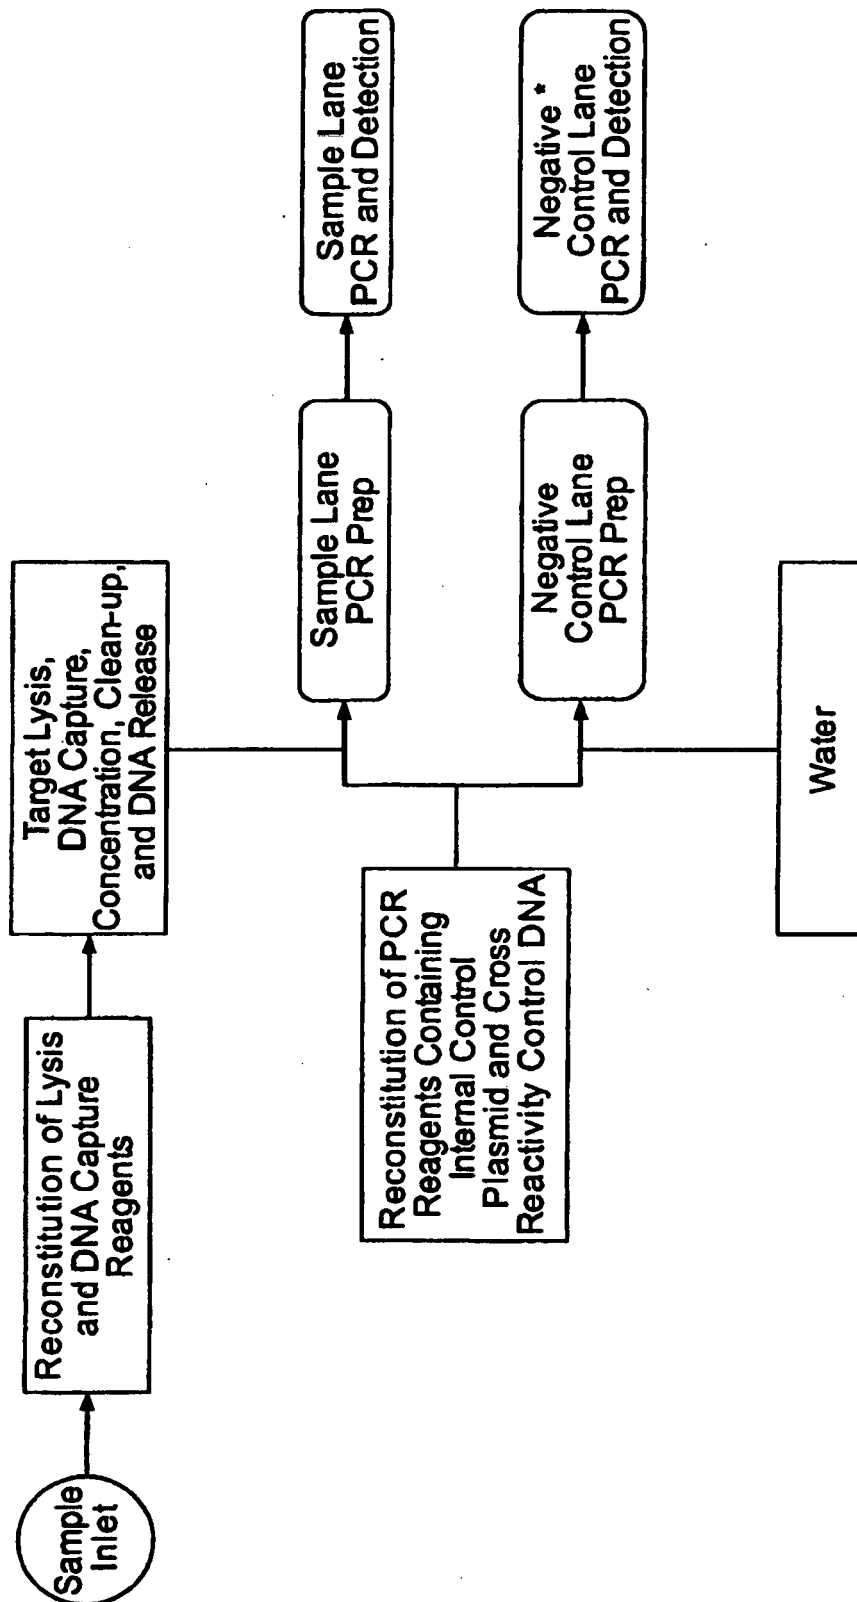 Sample
Inlet
Reconstitution of Lysis
and DNA Capture
Reagents
Target Lysis,
DNA Capture,
Concentration, Clean-up,
and DNA Release
Reconstitution of PCR
Reagents Containing
Internal Control
Plasmid and Cross
Reactivity Control DNA
Sample Lane
PCR Prep
Sample Lane
PCR and Detection
Negative
Control Lane
PCR Prep
Negative *
Control Lane
PCR and Detection
Water